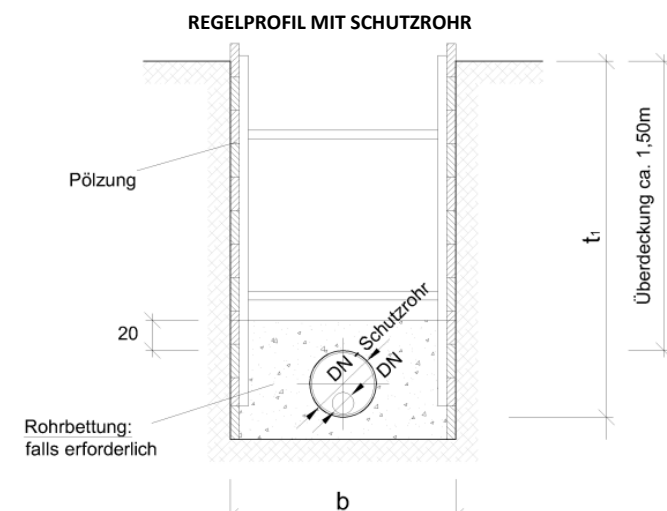 REGELPROFIL MIT SCHUTZROHR
Pölzung
20
Rohrbettung:
falls erforderlich
DN - Schutzrohr
DN
t1
Überdeckung ca. 1,50m
b